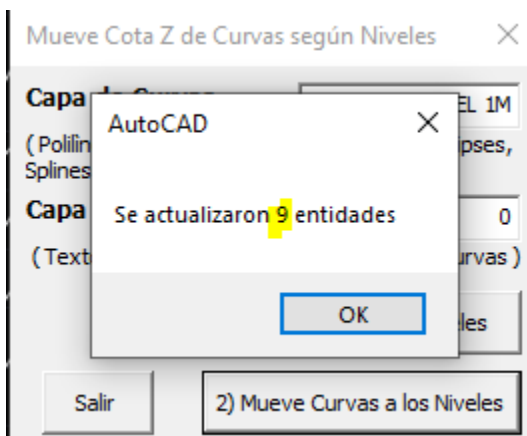 Mueve Cota Z de Curvas según Niveles
Capa
EL 1M
AutoCAD
(Polilín
ipses,
Splines
Capa
Se actualizaron 9 entidades
0
(Text
urvas)
OK
les
Salir
2) Mueve Curvas a los Niveles